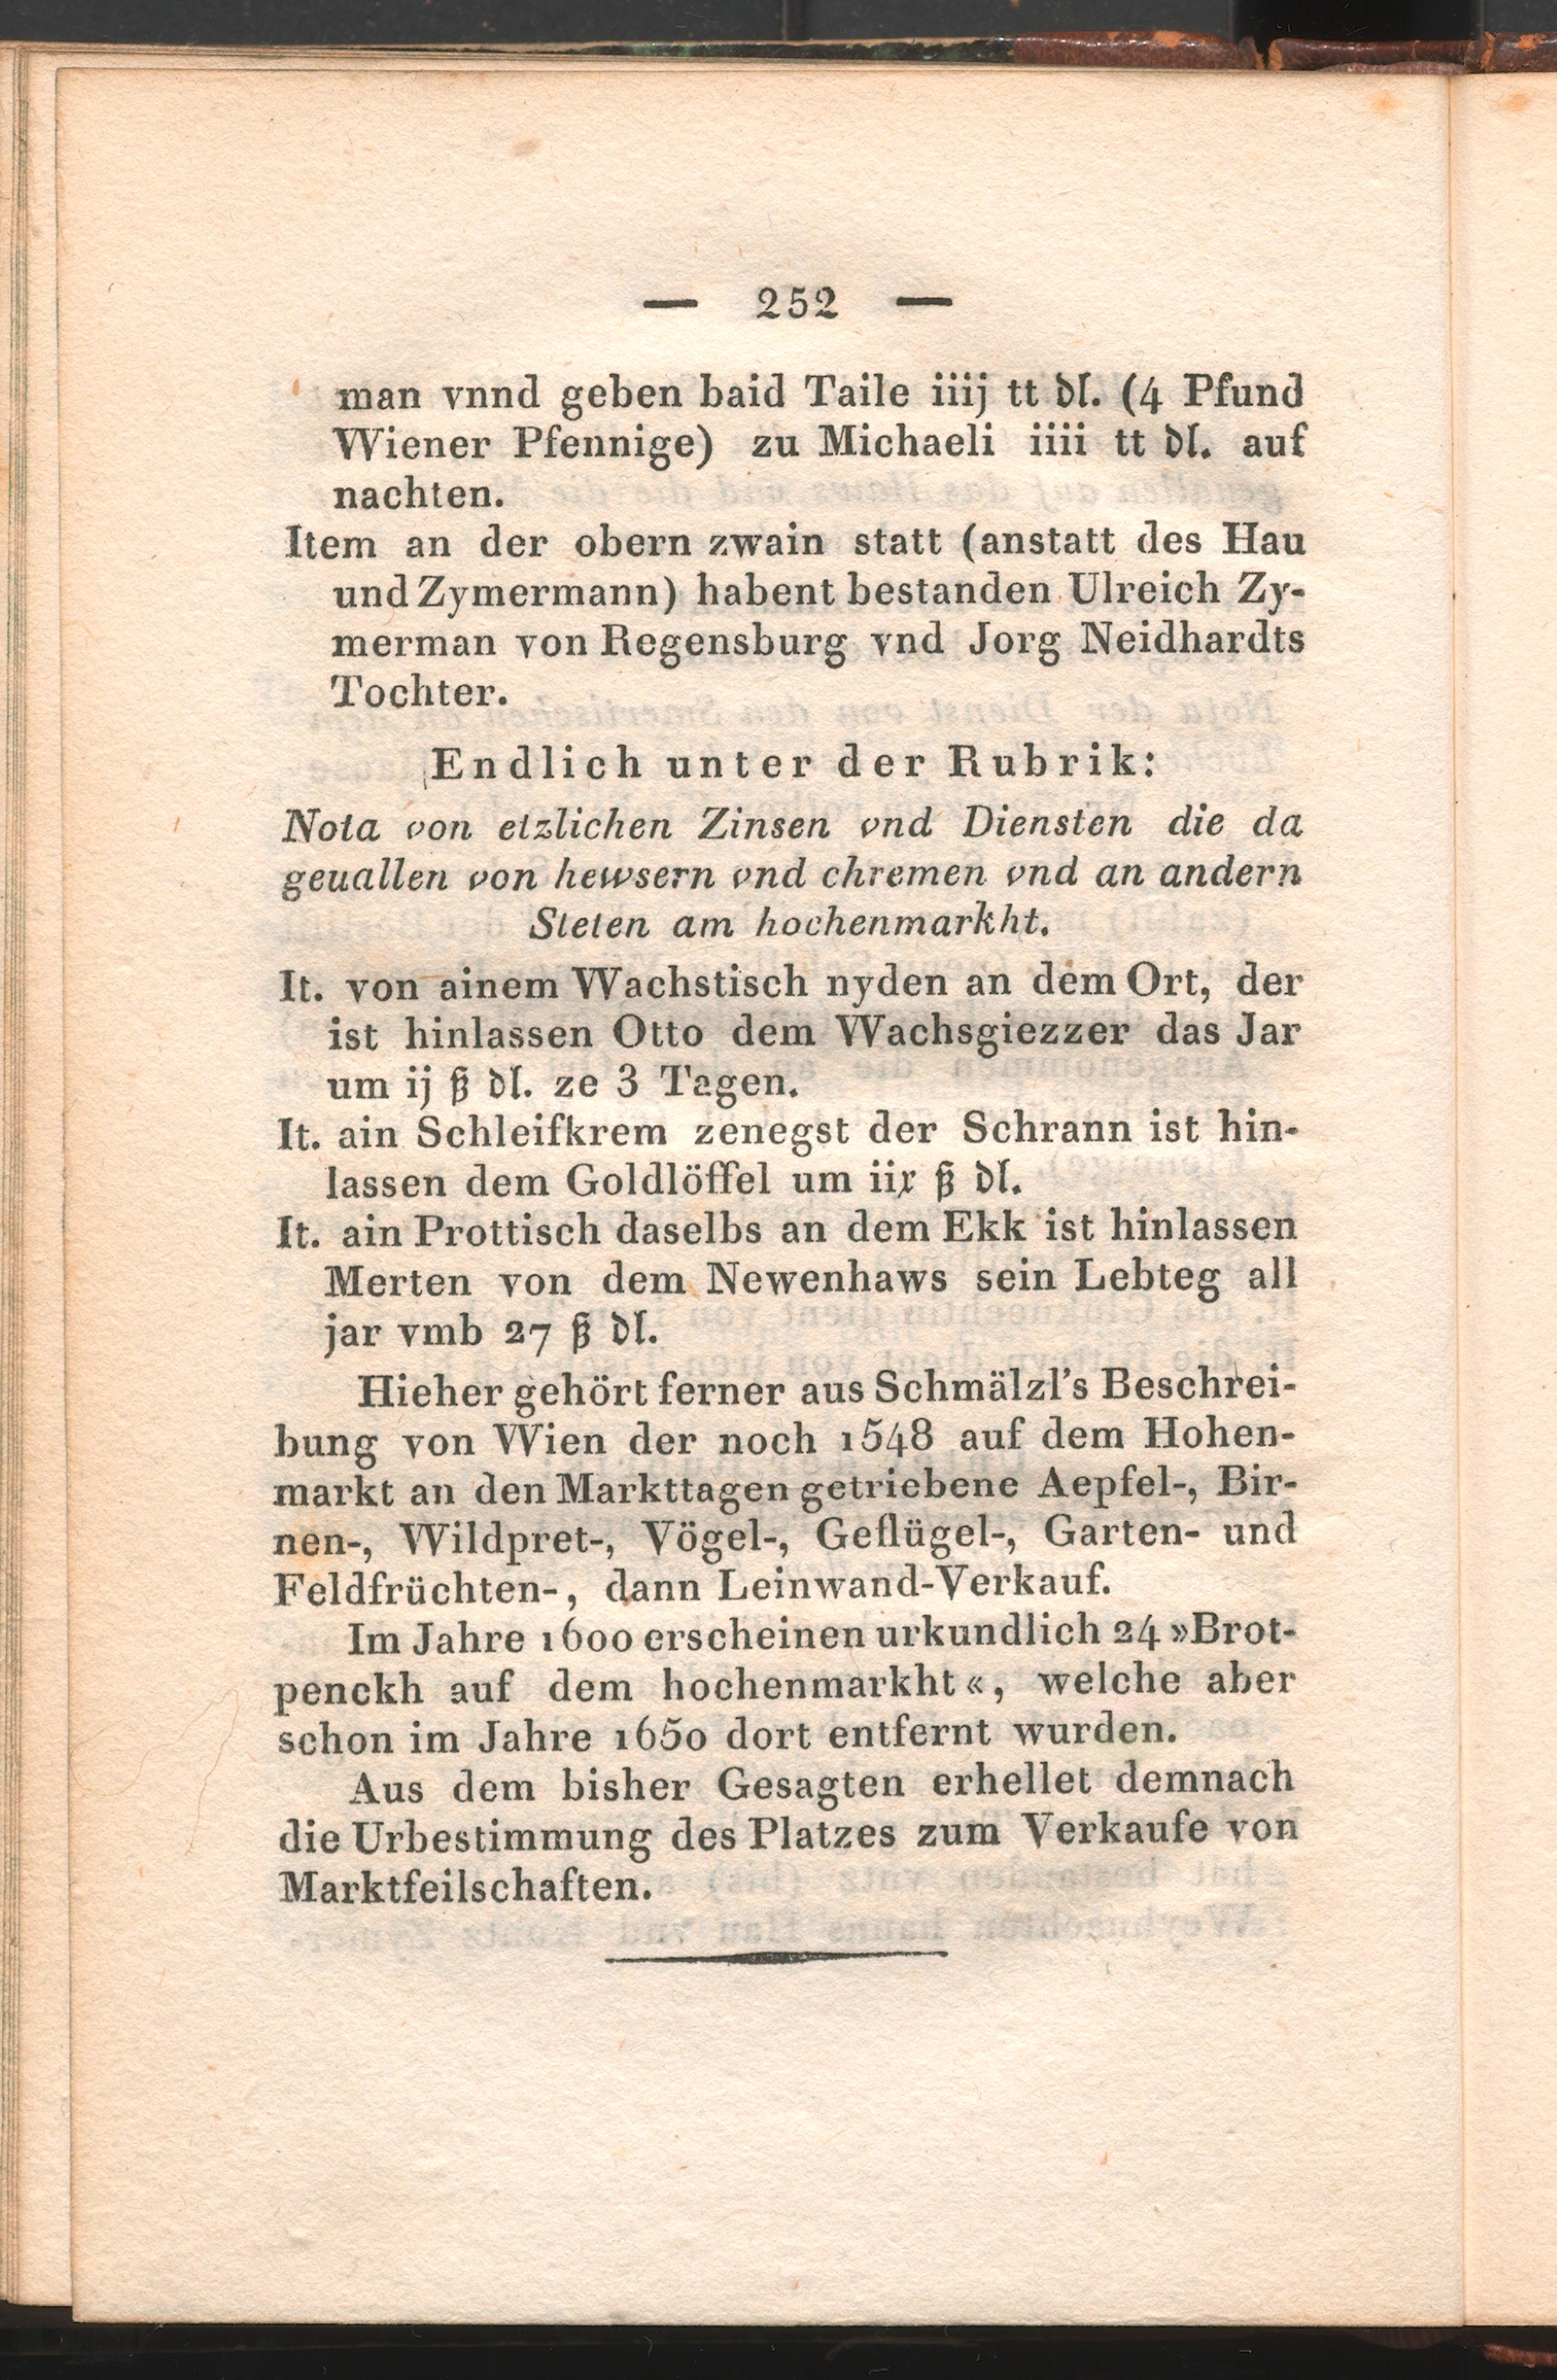 — 252 —
man vnnd geben baid Taile iiij tt dl. (4 Pfund
Wiener Pfennige) zu Michaeli iiii tt dl. auf
nachten.
Item an der obern zwain statt (anstatt des Hau
und Zymermann) habent bestanden Ulreich Zy-
merman von Regensburg vnd Jorg Neidhardts
Tochter.
Endlich unter der Rubrik:
Nota von etzlichen Zinsen vnd Diensten die da
geuallen von hewsern vnd chremen vnd an andern
Steten am hochenmarkht.
It. von ainem Wachstisch nyden an dem Ort, der
ist hinlassen Otto dem Wachsgiezzer das Jar
um ij ß dl. ze 3 Tagen.
It. ain Schleifkrem zenegst der Schrann ist hin-
lassen dem Goldlöffel um iix ß dl.
It. ain Prottisch daselbs an dem Ekk ist hinlassen
Merten von dem Newenhaws sein Lebteg all
jar vmb 27 ß dl.
Hieher gehört ferner aus Schmälzl's Beschrei-
bung von Wien der noch 1548 auf dem Hohen-
markt an den Markttagen getriebene Aepfel-, Bir-
nen-, Wildpret-, Vögel-, Geflügel-, Garten- und
Feldfrüchten-, dann Leinwand-Verkauf.
Im Jahre 1600 erscheinen urkundlich 24 »Brot-
penckh auf dem hochenmarkht«, welche aber
schon im Jahre 1650 dort entfernt wurden.
Aus dem bisher Gesagten erhellet demnach
die Urbestimmung des Platzes zum Verkaufe von
Marktfeilschaften.